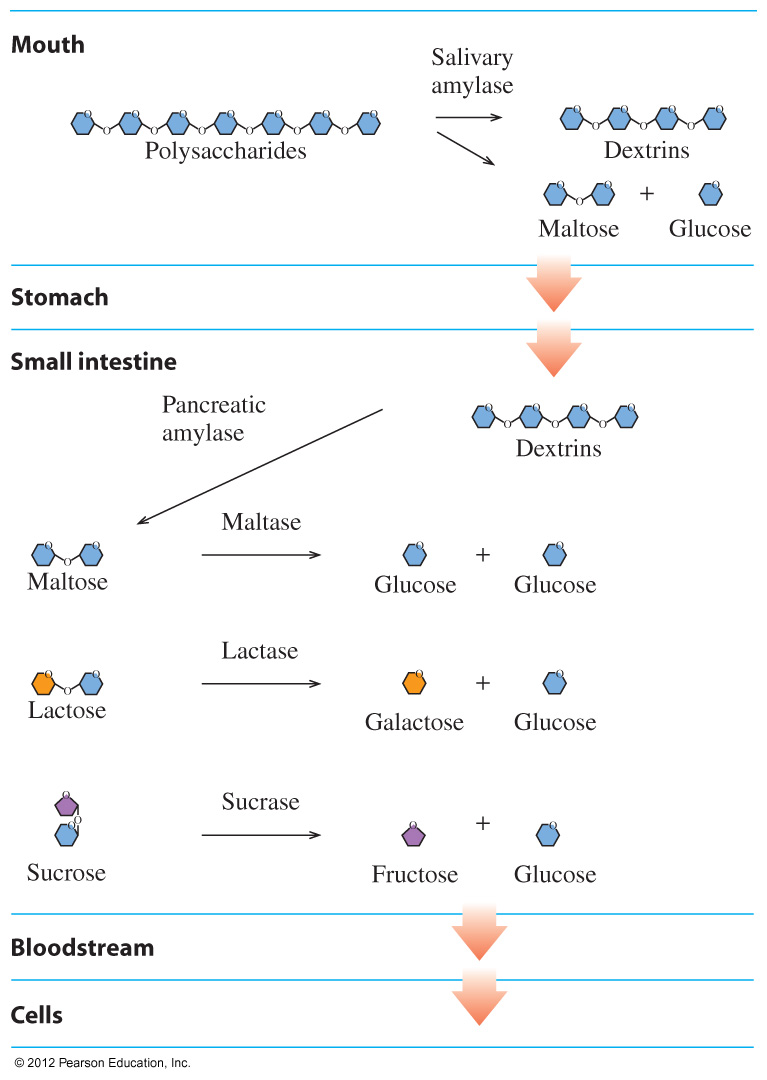 Mouth
Salivary
amylase
Polysaccharides
Dextrins
+
Maltose
Glucose
Stomach
Small intestine
Pancreatic
amylase
Dextrins
Maltase
+
Maltose
Glucose
Glucose
Lactase
+
Lactose
Galactose
Glucose
Sucrase
+
Sucrose
Fructose
Glucose
Bloodstream
Cells
© 2012 Pearson Education, Inc.